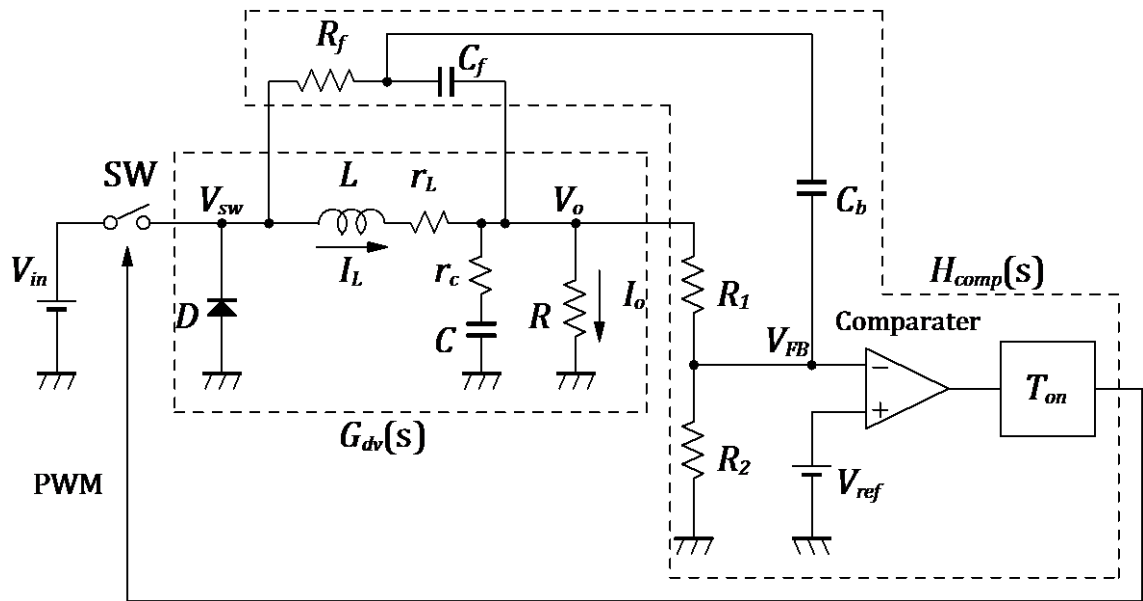 R_f
C_f
SW
V_sw
L
r_L
V_o
C_b
V_in
I_L
r_c
R
I_o
R_1
H_comp(s)
D
C
Comparater
V_FB
−
+
T_on
G_dv(s)
R_2
V_ref
PWM